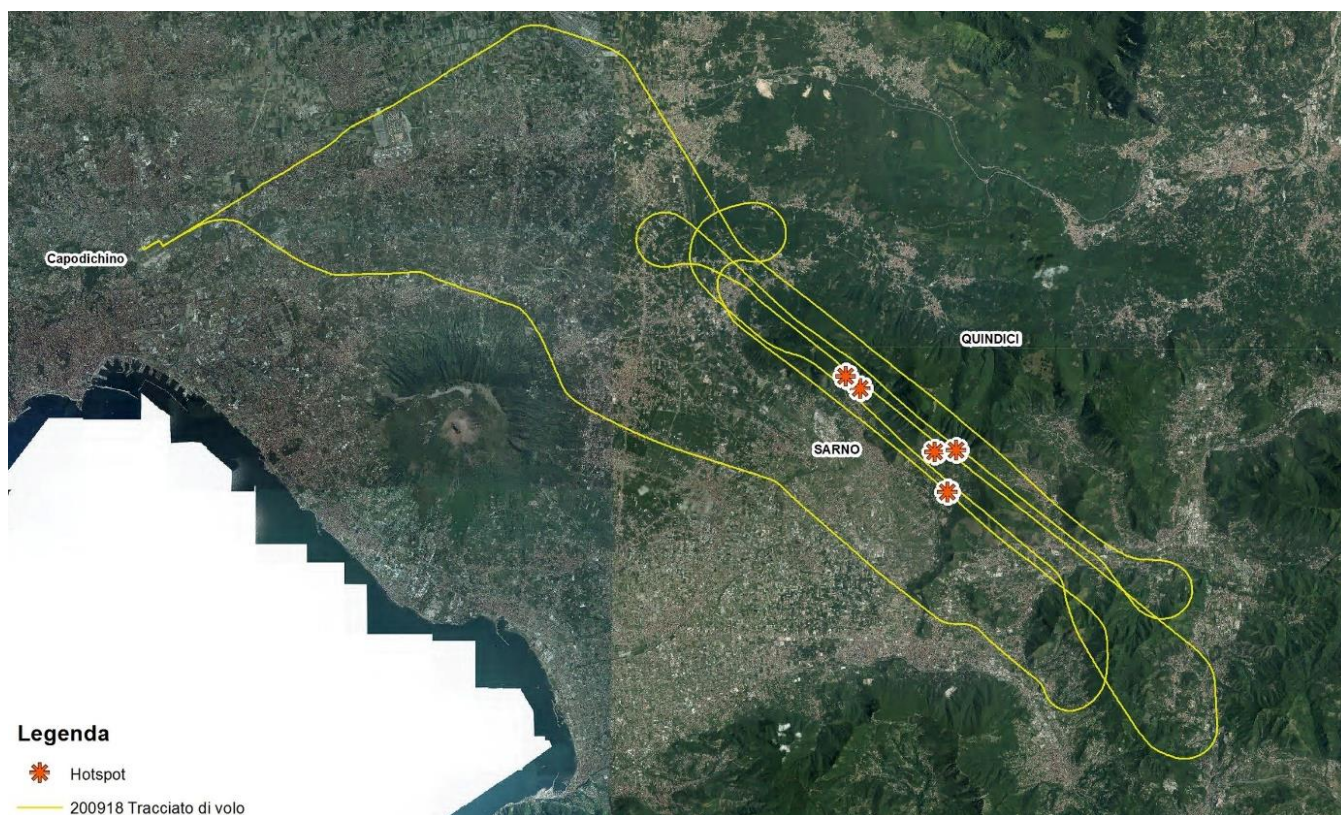 Capodichino
QUINDICI
SARNO
Legenda
Hotspot
200918 Tracciato di volo